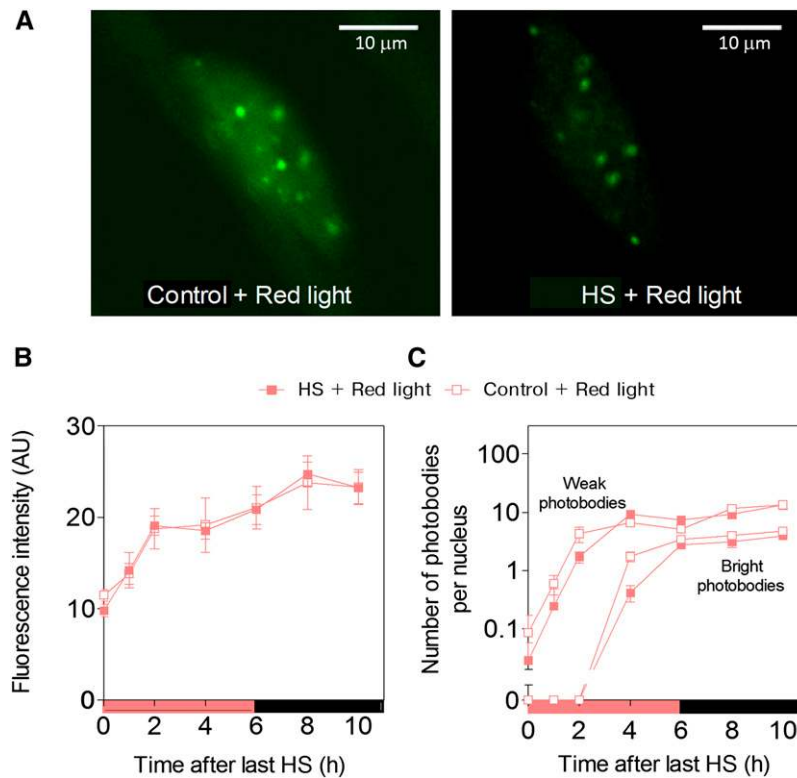 A
10 μm
10 μm
Control + Red light
HS + Red light
B
C
HS + Red light
Control + Red light
Fluorescence intensity (AU)
30
20
10
0
0 2 4 6 8 10
Time after last HS (h)
Number of photobodies
per nucleus
100
10
1
0.1
0
Weak
photobodies
Bright
photobodies
0 2 4 6 8 10
Time after last HS (h)